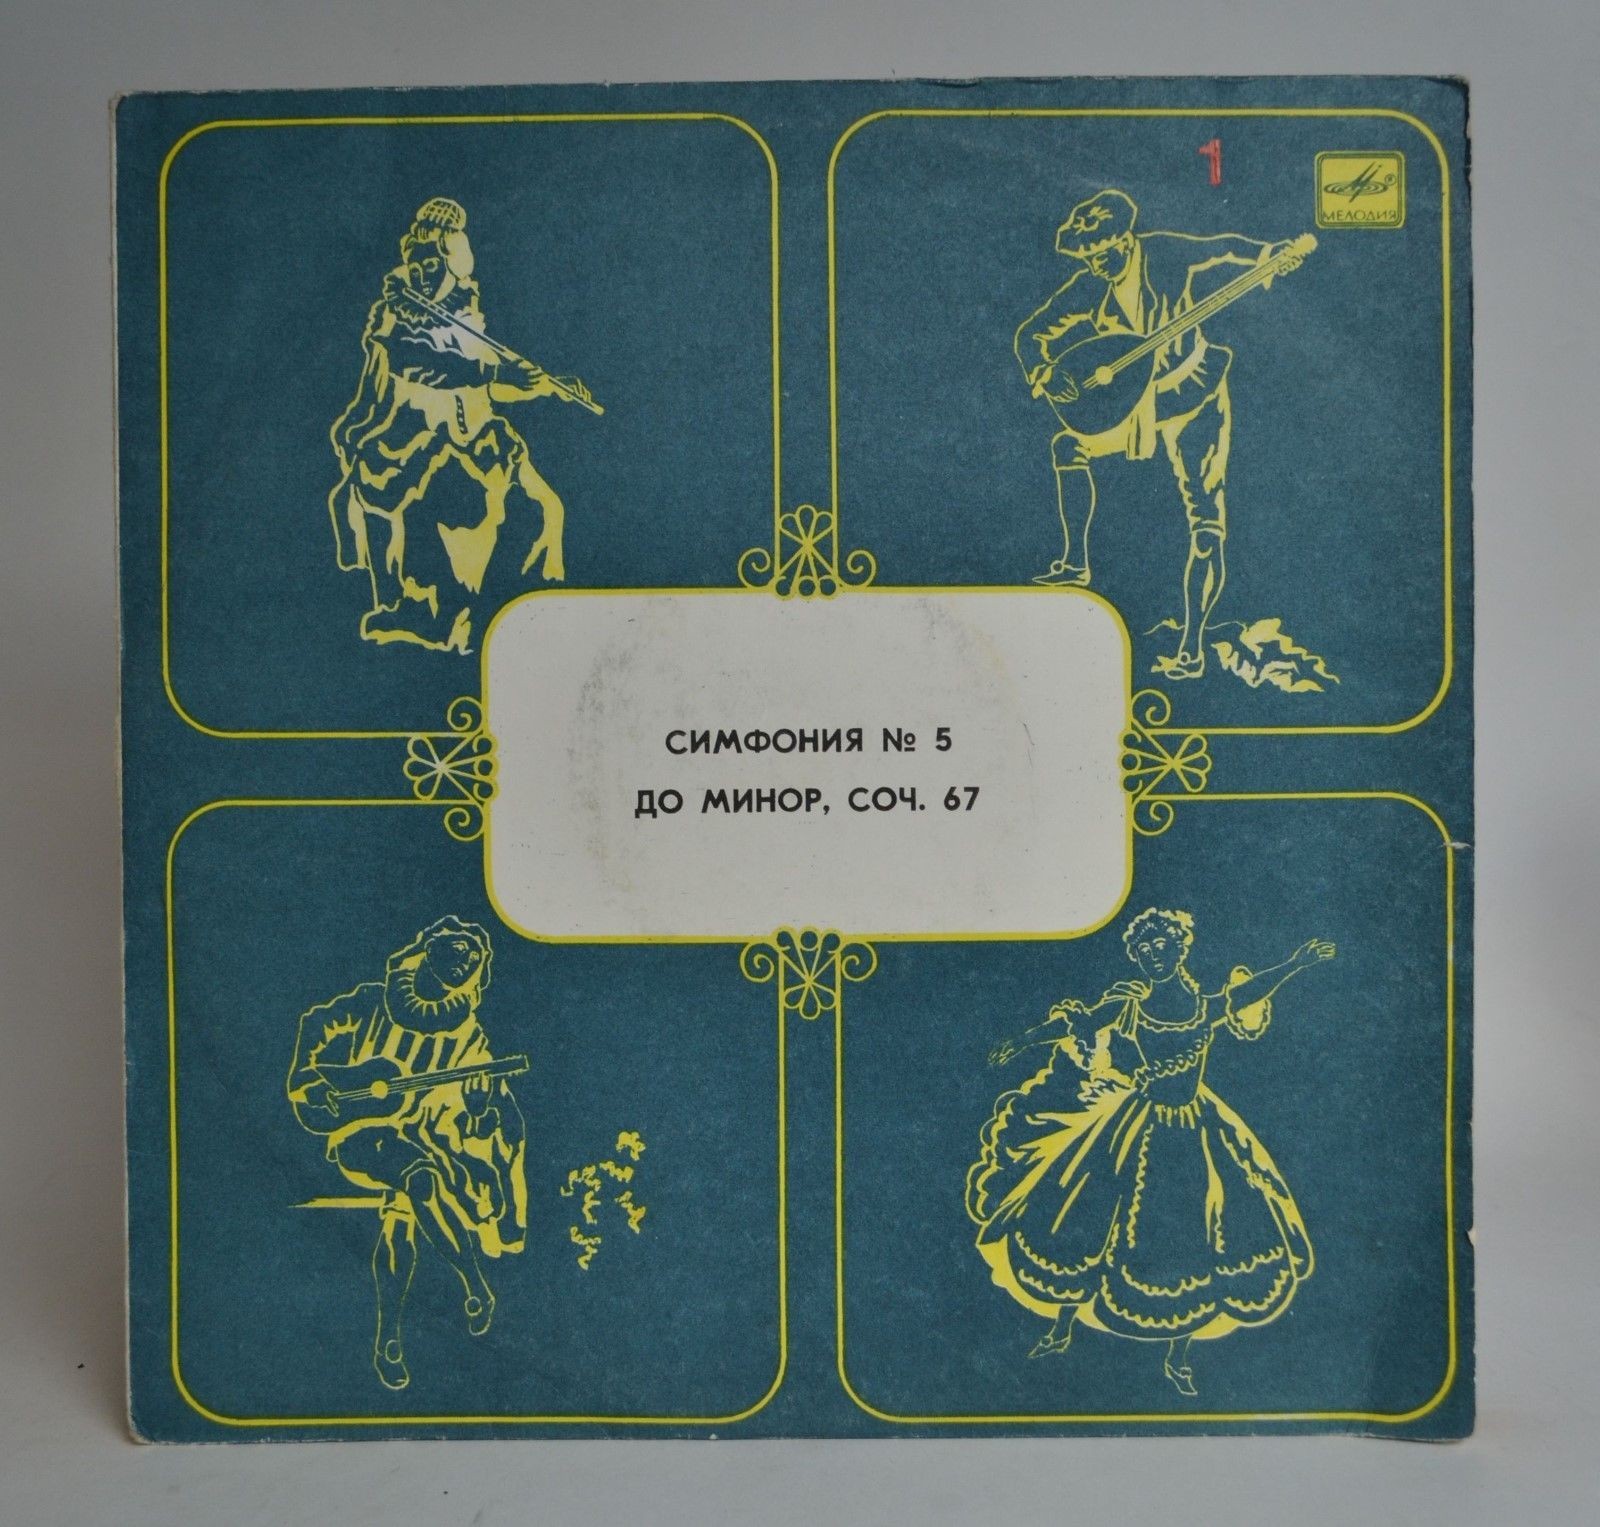 1
МЕЛОДИЯ
СИМФОНИЯ № 5
ДО МИНОР, СОЧ. 67